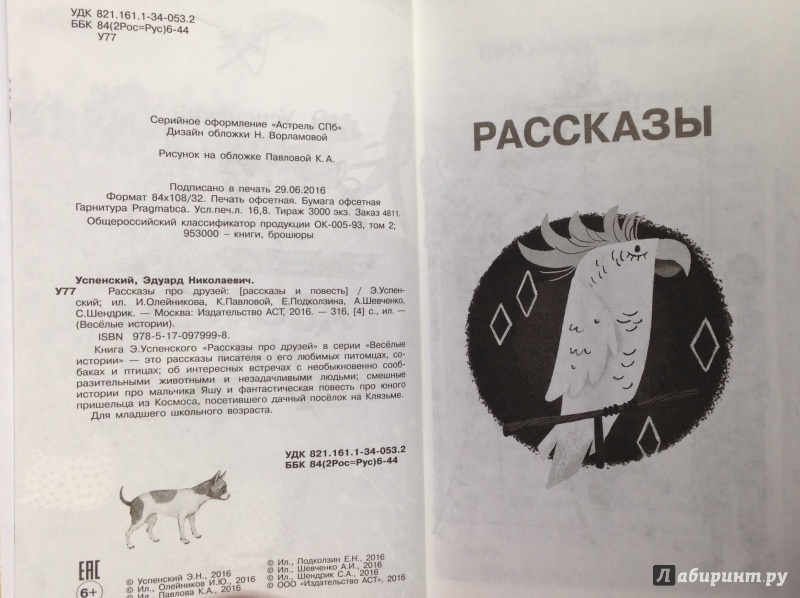 УДК 821.161.1-34-053.2
ББК 84(2Рос=Рус)6-44
У77
Серийное оформление «Астрель СПб»
Дизайн обложки Н. Ворламовой
Рисунок на обложке Павловой К.А.
Подписано в печать 29.06.2016
Формат 84х108/32. Печать офсетная. Бумага офсетная
Гарнитура Pragmatica. Усл.печ.л. 16,8. Тираж 3000 экз. Заказ 4811.
Общероссийский классификатор продукции ОК-005-93, том 2;
953000 – книги, брошюры
Успенский, Эдуард Николаевич.
У77 Рассказы про друзей: [рассказы и повесть] / Э.Успен-
ский; ил. И.Олейникова, К.Павловой, Е.Подколзина, А.Шевченко,
С.Шендрик. — Москва: Издательство АСТ, 2016. — 316, [4] с., ил. —
(Весёлые истории).
ISBN 978-5-17-097999-8.
Книга Э.Успенского «Рассказы про друзей» в серии «Весёлые
истории» — это рассказы писателя о его любимых питомцах, со-
баках и птицах; об интересных встречах с необыкновенно сооб-
разительными животными и незадачливыми людьми; смешные
истории про мальчика Яшу и фантастическая повесть про юного
пришельца из Космоса, посетившего дачный посёлок на Клязьме.
Для младшего школьного возраста.
УДК 821.161.1-34-053.2
ББК 84(2Рос=Рус)6-44
ЕАС
6+
© Успенский Э.Н., 2016
© Ил., Олейников И.Ю., 2016
© Ил., Павлова К.А., 2016
© Ил., Подколзин Е.Н., 2016
© Ил., Шевченко А.И., 2016
© Ил., Шендрик С.А., 2016
© ООО «Издательство АСТ», 2016
РАССКАЗЫ
Лабиринт.ру